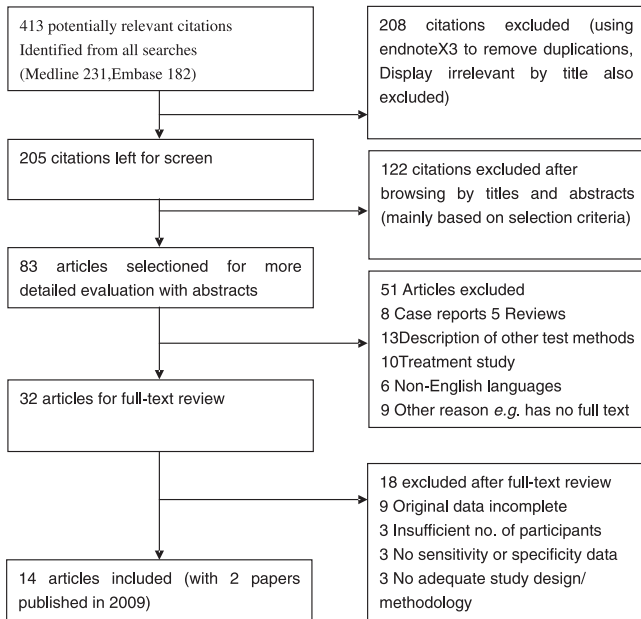 413 potentially relevant citations
Identified from all searches
(Medline 231,Embase 182)
208 citations excluded (using
endnoteX3 to remove duplications,
Display irrelevant by title also
excluded)
205 citations left for screen
122 citations excluded after
browsing by titles and abstracts
(mainly based on selection criteria)
83 articles selectioned for more
detailed evaluation with abstracts
51 Articles excluded
8 Case reports 5 Reviews
13Description of other test methods
10Treatment study
6 Non-English languages
9 Other reason e.g. has no full text
32 articles for full-text review
18 excluded after full-text review
9 Original data incomplete
3 Insufficient no. of participants
3 No sensitivity or specificity data
3 No adequate study design/
methodology
14 articles included (with 2 papers
published in 2009)